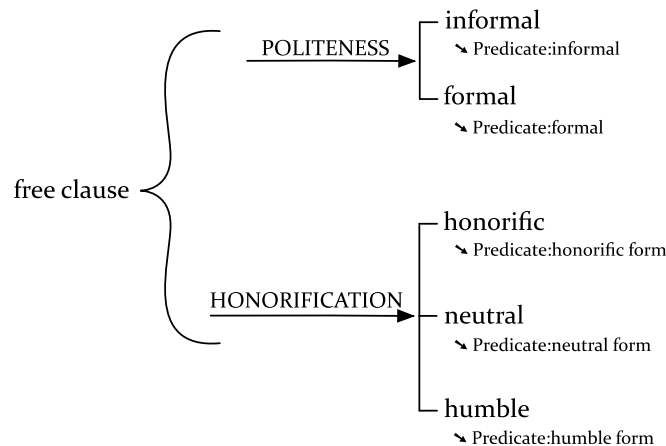 informal
POLITENESS
➘ Predicate:informal
formal
➘ Predicate:formal
free clause
honorific
➘ Predicate:honorific form
HONORIFICATION
neutral
➘ Predicate:neutral form
humble
➘ Predicate:humble form